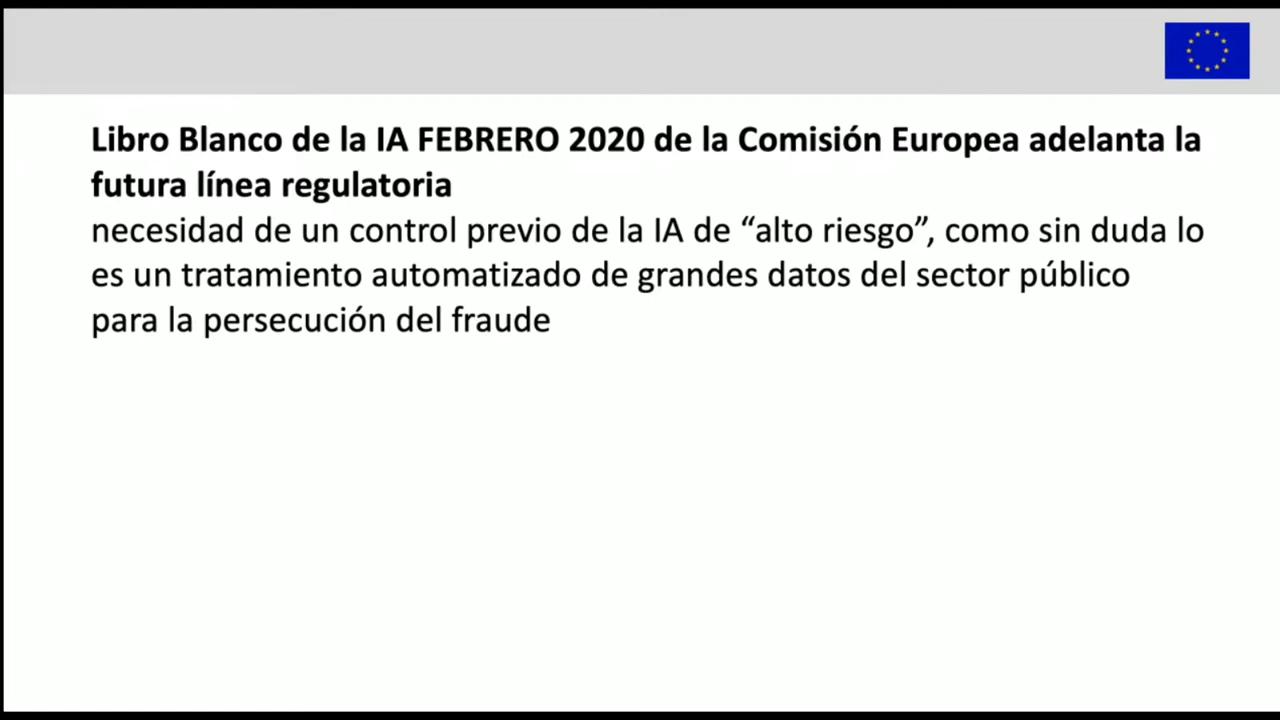 Libro Blanco de la IA FEBRERO 2020 de la Comisión Europea adelanta la
futura línea regulatoria
necesidad de un control previo de la IA de “alto riesgo”, como sin duda lo
es un tratamiento automatizado de grandes datos del sector público
para la persecución del fraude